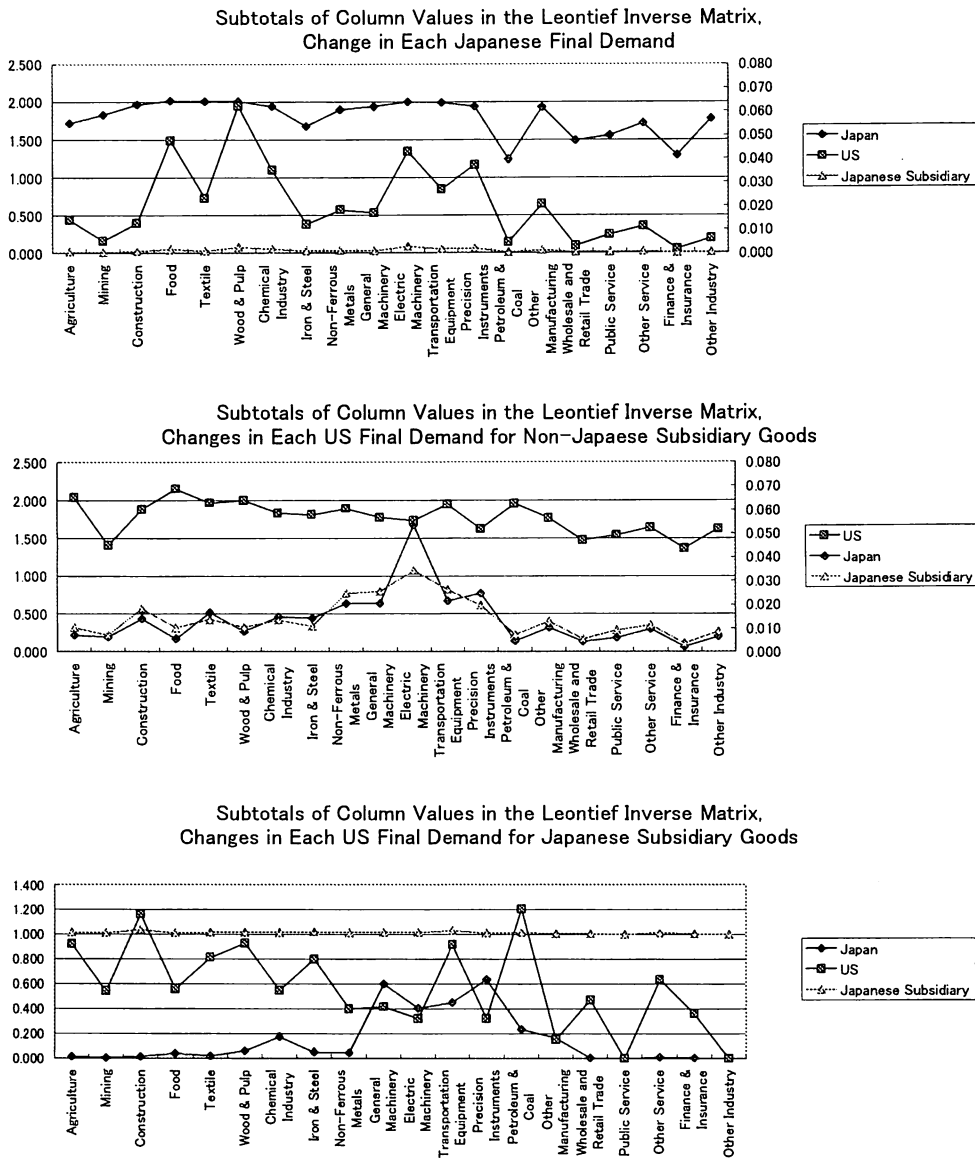 Subtotals of Column Values in the Leontief Inverse Matrix,
Change in Each Japanese Final Demand
2.500
2.000
1.500
1.000
0.500
0.000
0.080
0.070
0.060
0.050
0.040
0.030
0.020
0.010
0.000
Japan
US
Japanese Subsidiary
Agriculture
Mining
Construction
Food
Textile
Wood & Pulp
Chemical
Industry
Iron & Steel
Non-Ferrous
Metals
General
Machinery
Electric
Machinery
Transportation
Equipment
Precision
Instruments
Petroleum &
Coal
Other
Manufacturing
Wholesale and
Retail Trade
Public Service
Other Service
Finance &
Insurance
Other Industry
Subtotals of Column Values in the Leontief Inverse Matrix,
Changes in Each US Final Demand for Non-Japaese Subsidiary Goods
2.500
2.000
1.500
1.000
0.500
0.000
0.080
0.070
0.060
0.050
0.040
0.030
0.020
0.010
0.000
US
Japan
Japanese Subsidiary
Agriculture
Mining
Construction
Food
Textile
Wood & Pulp
Chemical
Industry
Iron & Steel
Non-Ferrous
Metals
General
Machinery
Electric
Machinery
Transportation
Equipment
Precision
Instruments
Petroleum &
Coal
Other
Manufacturing
Wholesale and
Retail Trade
Public Service
Other Service
Finance &
Insurance
Other Industry
Subtotals of Column Values in the Leontief Inverse Matrix,
Changes in Each US Final Demand for Japanese Subsidiary Goods
1.400
1.200
1.000
0.800
0.600
0.400
0.200
0.000
Japan
US
Japanese Subsidiary
Agriculture
Mining
Construction
Food
Textile
Wood & Pulp
Chemical
Industry
Iron & Steel
Non-Ferrous
Metals
General
Machinery
Electric
Machinery
Transportation
Equipment
Precision
Instruments
Petroleum &
Coal
Other
Manufacturing
Wholesale and
Retail Trade
Public Service
Other Service
Finance &
Insurance
Other Industry